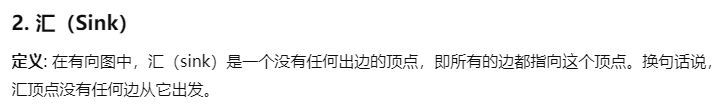 2. 汇（Sink）
定义: 在有向图中，汇（sink）是一个没有任何出边的顶点，即所有的边都指向这个顶点。换句话说，
汇顶点没有任何边从它出发。